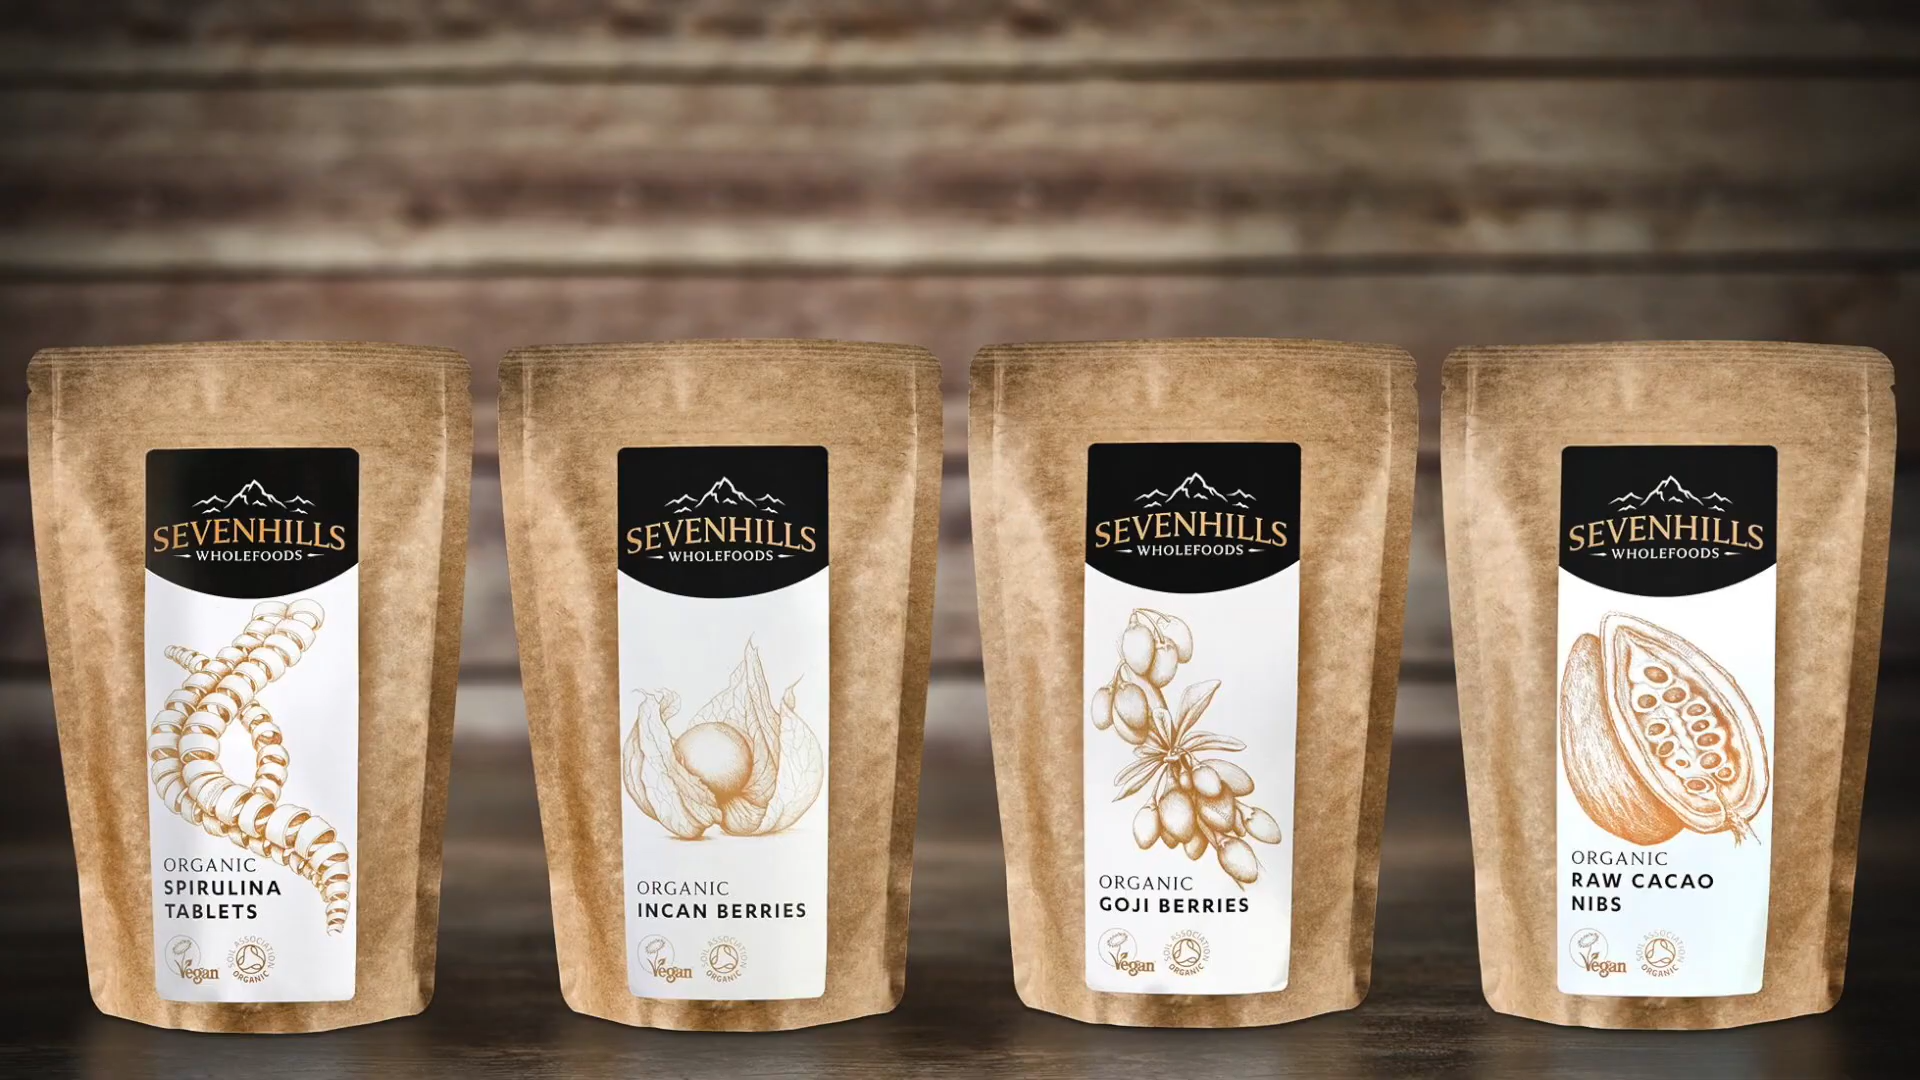 SEVENHILLS
WHOLEFOODS
ORGANIC
SPIRULINA
TABLETS
Vegan
SOIL ASSOCIATION
ORGANIC
SEVENHILLS
WHOLEFOODS
ORGANIC
INCAN BERRIES
Vegan
SOIL ASSOCIATION
ORGANIC
SEVENHILLS
WHOLEFOODS
ORGANIC
GOJI BERRIES
Vegan
SOIL ASSOCIATION
ORGANIC
SEVENHILLS
WHOLEFOODS
ORGANIC
RAW CACAO
NIBS
Vegan
SOIL ASSOCIATION
ORGANIC